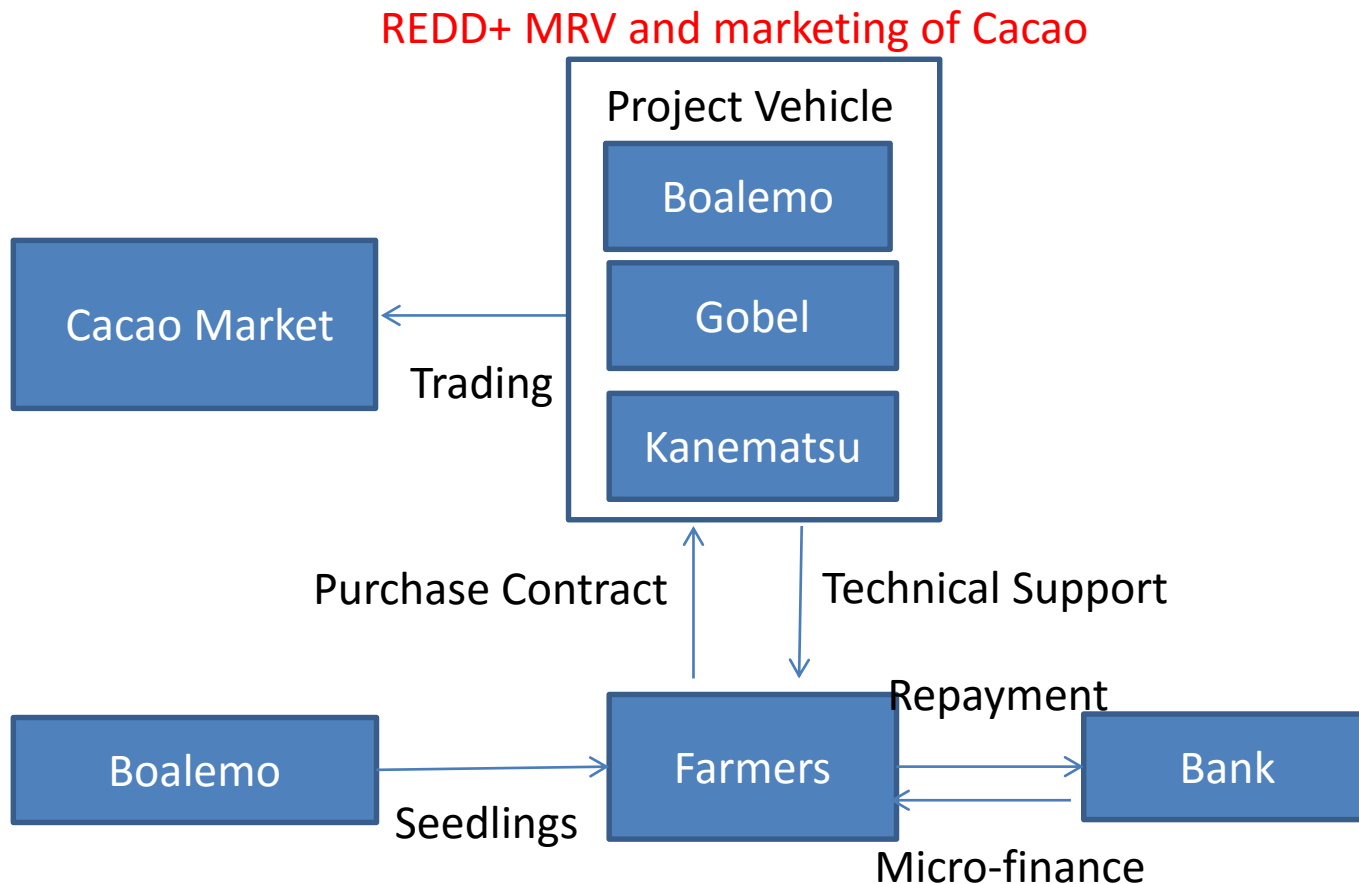 REDD+ MRV and marketing of Cacao
Project Vehicle
Boalemo
Gobel
Kanematsu
Cacao Market
Trading
Purchase Contract
Technical Support
Boalemo
Seedlings
Farmers
Repayment
Bank
Micro-finance